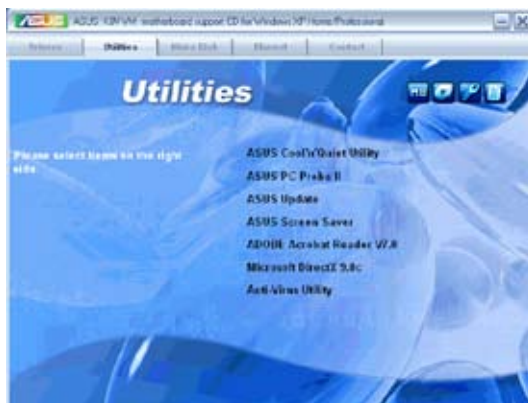 ASUS ASUS K8M-VM motherboard support CD for Windows XP Home/Professional
Drivers Utilities Make Disk Manual Contact
Utilities
Please select items on the right
side.
ASUS Cool'n'Quiet Utility
ASUS PC Probe II
ASUS Update
ASUS Screen Saver
ADOBE Acrobat Reader V7.0
Microsoft DirectX 9.0c
Anti-Virus Utility